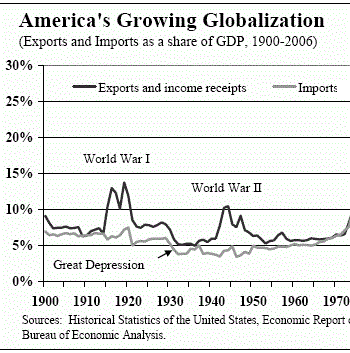 America's Growing Globalization
(Exports and Imports as a share of GDP, 1900-2006)
30%
Exports and income receipts
Imports
25%
20%
World War I
15%
World War II
10%
5%
Great Depression
0%
1900 1910 1920 1930 1940 1950 1960 1970
Sources: Historical Statistics of the United States, Economic Report
Bureau of Economic Analysis.